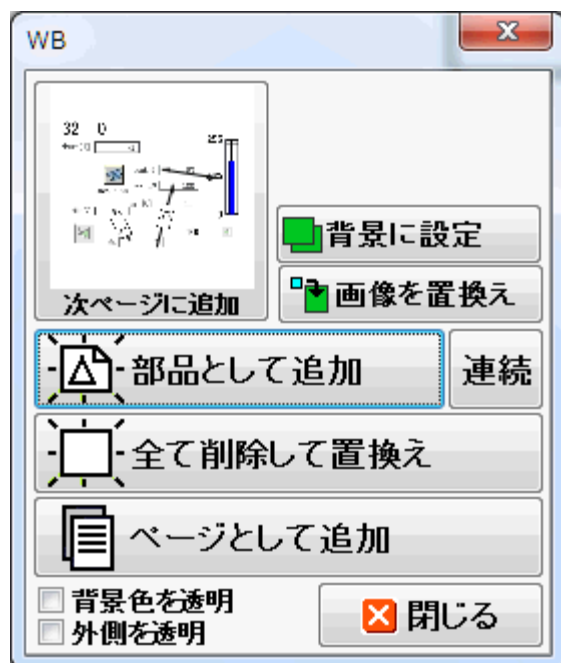 WB
32 0
次ページに追加
背景に設定
画像を置換え
部品として追加
連続
全て削除して置換え
ページとして追加
背景色を透明
外側を透明
閉じる